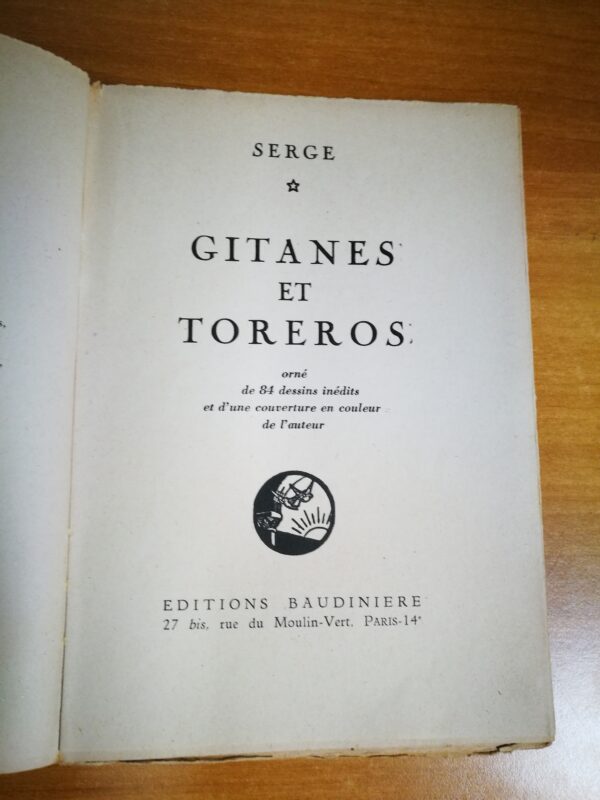 SERGE
GITANES
ET
TOREROS
orné
de 84 dessins inédits
et d'une couverture en couleur
de l'auteur
EDITIONS BAUDINIERE
27 bis, rue du Moulin-Vert, PARIS-14e